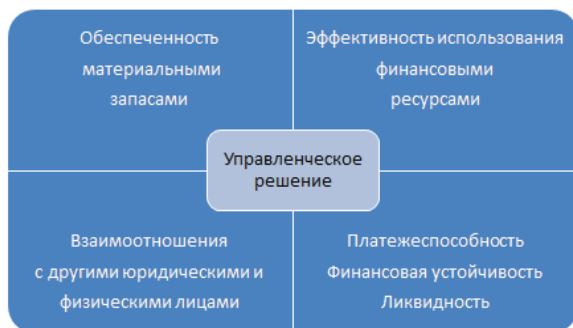 Обеспеченность
материальными
запасами
Эффективность использования
финансовыми
ресурсами
Управленческое
решение
Взаимоотношения
с другими юридическими и
физическими лицами
Платежеспособность
Финансовая устойчивость
Ликвидность